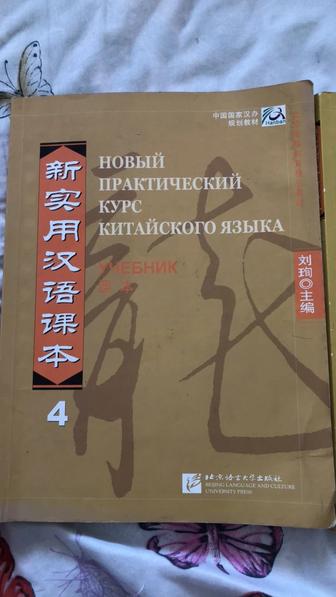 中国国家汉办
规划教材
Hanban
新实用汉语课本
4
НОВЫЙ
ПРАКТИЧЕСКИЙ
КУРС
КИТАЙСКОГО ЯЗЫКА
УЧЕБНИК
课本
刘珣◎主编
北京语言大学出版社
BEIJING LANGUAGE AND CULTURE
UNIVERSITY PRESS